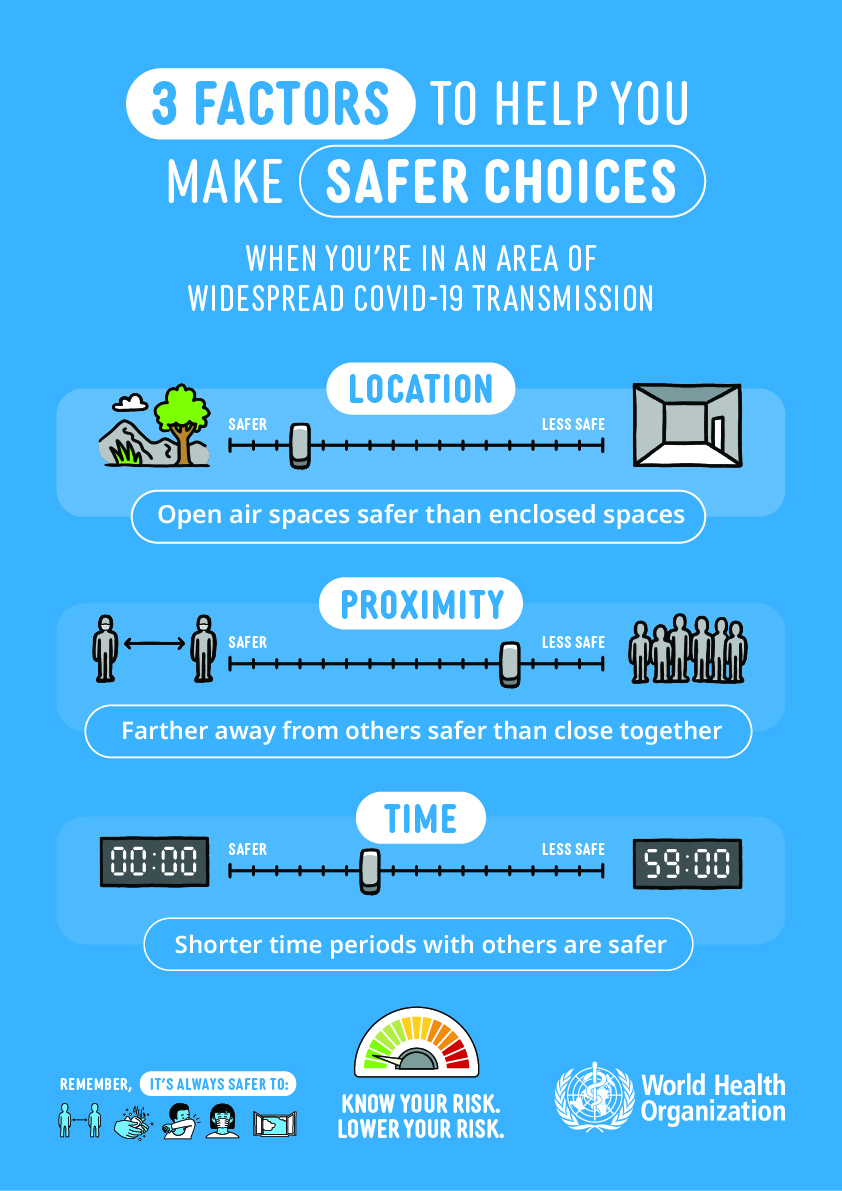 3 FACTORS TO HELP YOU
MAKE SAFER CHOICES
WHEN YOU'RE IN AN AREA OF
WIDESPREAD COVID-19 TRANSMISSION
LOCATION
SAFER
LESS SAFE
Open air spaces safer than enclosed spaces
PROXIMITY
SAFER
LESS SAFE
Farther away from others safer than close together
TIME
00:00
SAFER
LESS SAFE
59:00
Shorter time periods with others are safer
REMEMBER, IT'S ALWAYS SAFER TO:
KNOW YOUR RISK.
LOWER YOUR RISK.
World Health
Organization